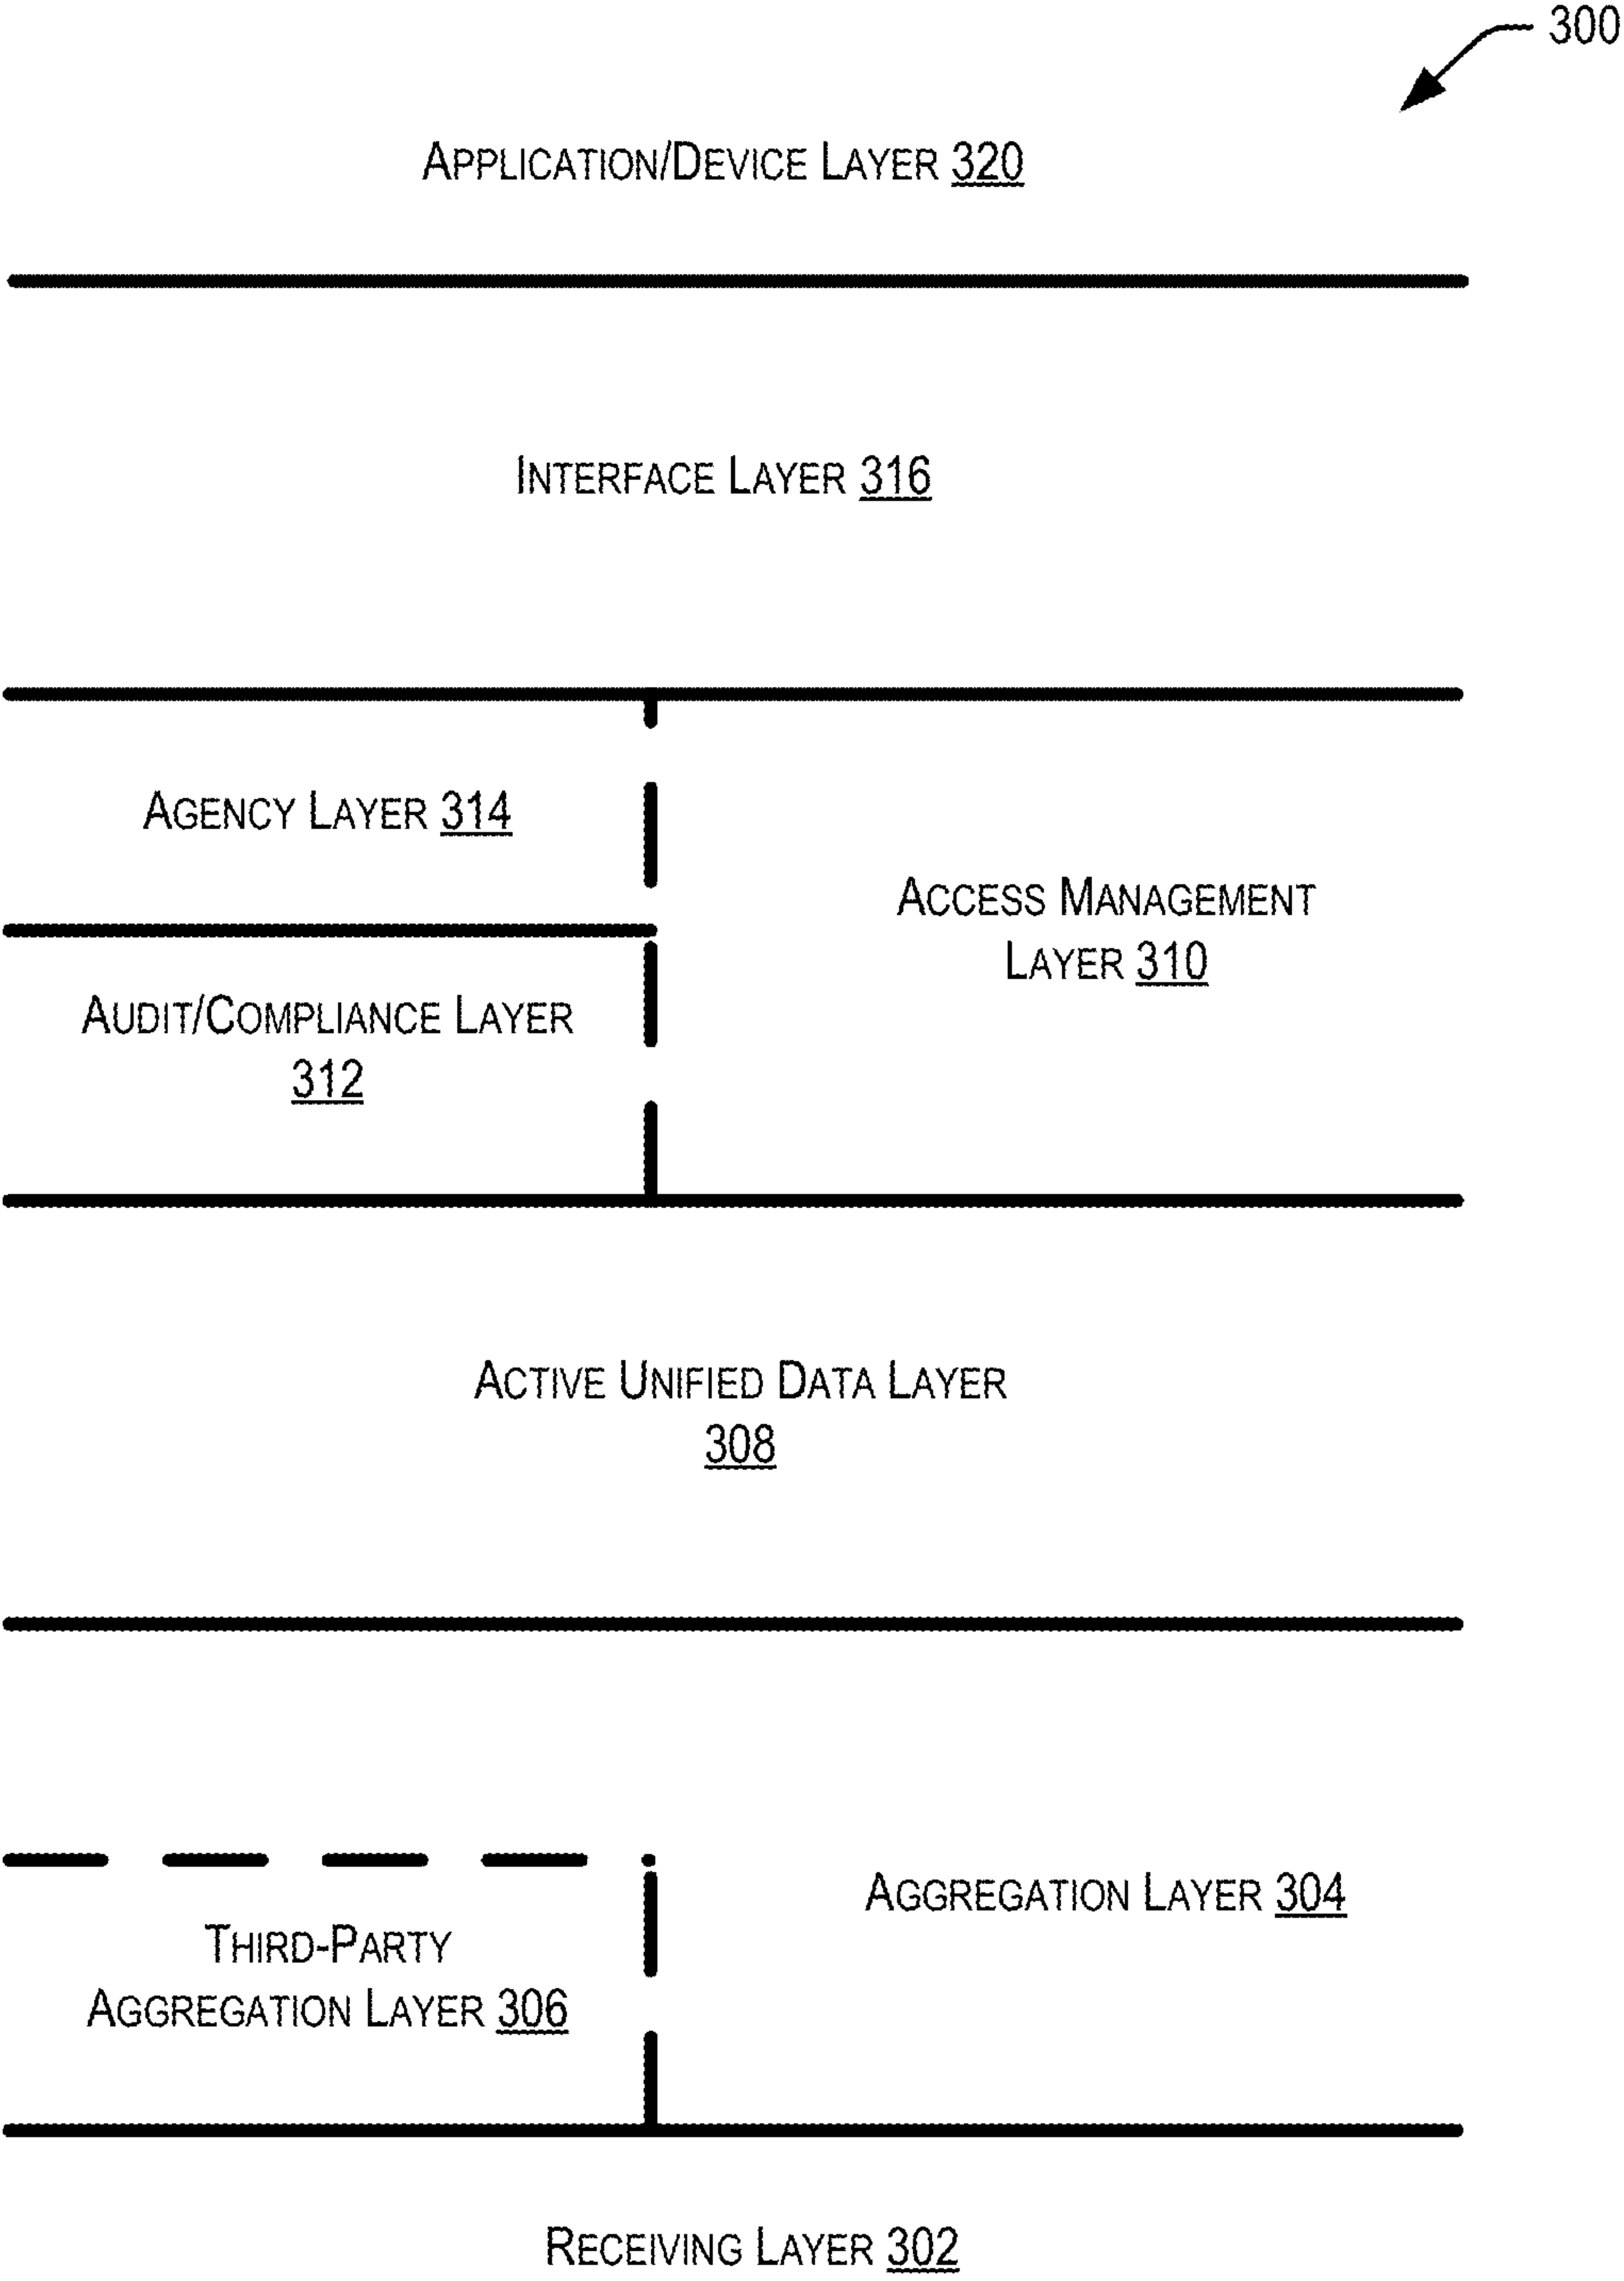 300
APPLICATION/DEVICE LAYER 320
INTERFACE LAYER 316
AGENCY LAYER 314
ACCESS MANAGEMENT
LAYER 310
AUDIT/COMPLIANCE LAYER
312
ACTIVE UNIFIED DATA LAYER
308
AGGREGATION LAYER 304
THIRD-PARTY
AGGREGATION LAYER 306
RECEIVING LAYER 302